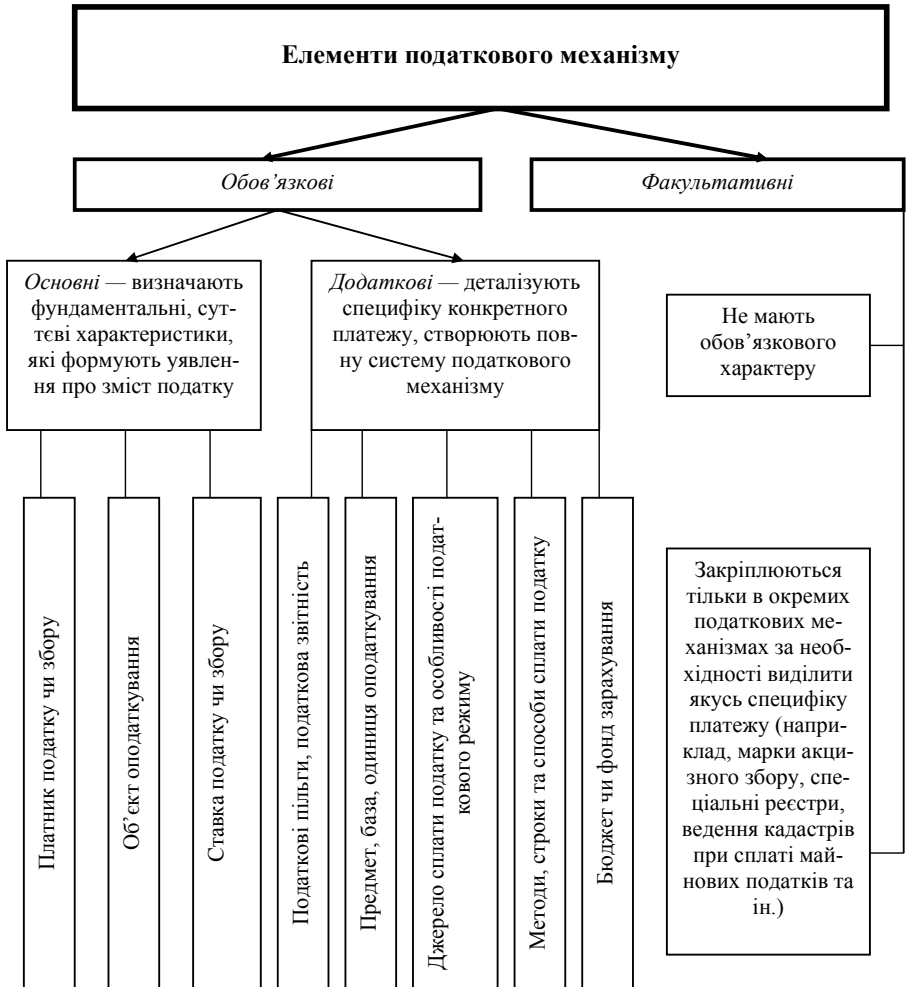 Елементи податкового механізму
Обов’язкові
Факультативні
Основні — визначають
фундаментальні, сут-
тєві характеристики,
які формують уявлен-
ня про зміст податку
Додаткові — деталізують
специфіку конкретного
платежу, створюють пов-
ну систему податкового
механізму
Не мають
обов’язкового
характеру
Платник податку чи збору
Об’єкт оподаткування
Ставка податку чи збору
Податкові пільги, податкова звітність
Предмет, база, одиниця оподаткування
Джерело сплати податку та особливості подат-
кового режиму
Методи, строки та способи сплати податку
Бюджет чи фонд зарахування
Закріплюються
тільки в окремих
податкових ме-
ханізмах за необ-
хідності виділити
якусь специфіку
платежу (напри-
клад, марки акци-
зного збору, спе-
ціальні реєстри,
ведення кадастрів
при сплаті май-
нових податків та
ін.)